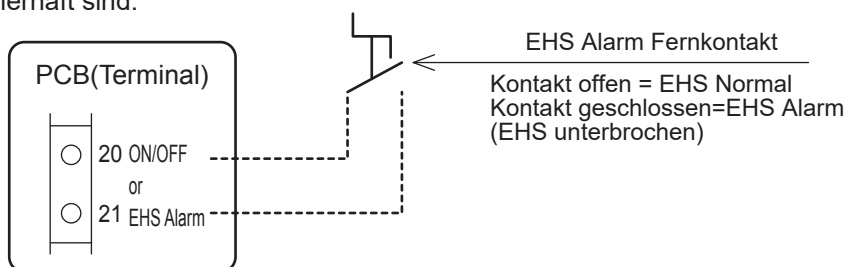 sind.
EHS Alarm Fernkontakt
PCB(Terminal)
Kontakt offen = EHS Normal
Kontakt geschlossen=EHS Alarm
(EHS unterbrochen)
20 ON/OFF
or
21 EHS Alarm